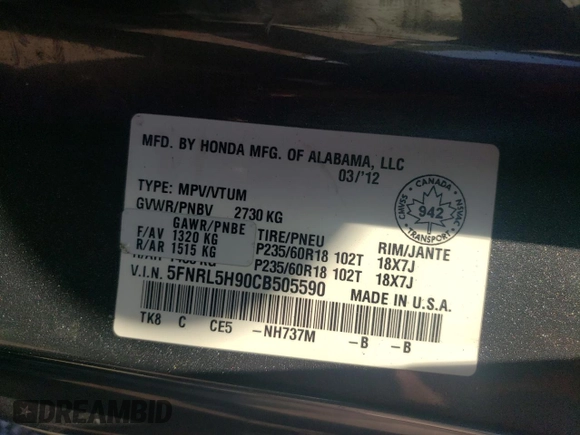 MFD. BY HONDA MFG. OF ALABAMA, LLC
03/'12
TYPE: MPV/VTUM
GVWR/PNBV 2730 KG
GAWR/PNBE
F/AV 1320 KG
R/AR 1515 KG
TIRE/PNEU RIM/JANTE
P235/60R18 102T 18X7J
P235/60R18 102T 18X7J
V.I.N. 5FNRL5H90CB505590 MADE IN U.S.A.
TK8 C CE5 -NH737M -B -B
CANADA
942
CMVSS
NSVAC
DREAMBID